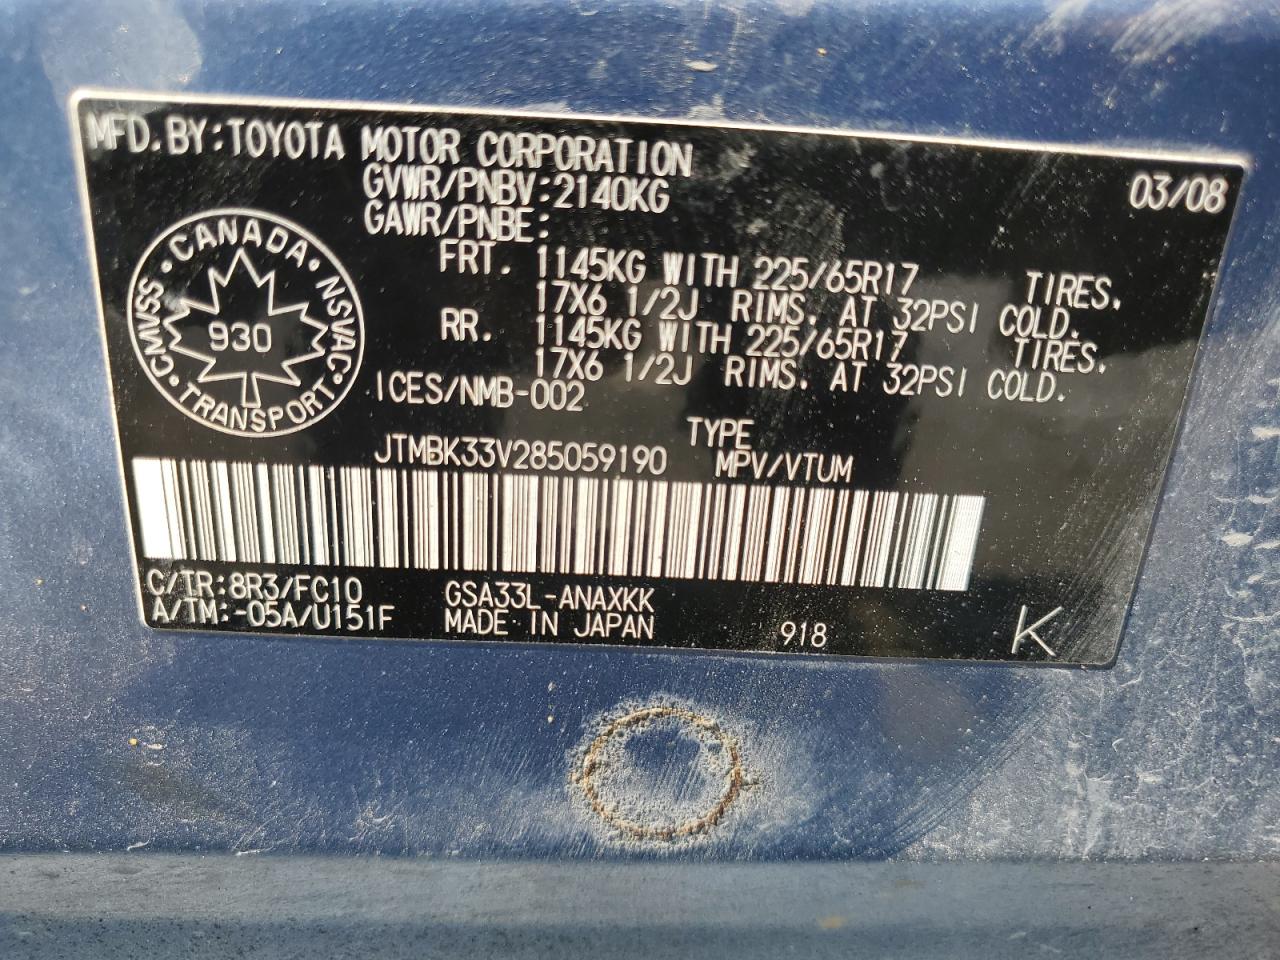 MFD. BY: TOYOTA MOTOR CORPORATION 03/08
GVWR/PNBV: 2140KG
GAWR/PNBE:
FRT. 1145KG WITH 225/65R17 TIRES.
17X6 1/2J RIMS. AT 32PSI COLD.
RR. 1145KG WITH 225/65R17 TIRES.
17X6 1/2J RIMS. AT 32PSI COLD.
CMVSS · CANADA · NSVAC · TRANSPORT ·
930
ICES/NMB-002
JTMBK33V285059190 TYPE
MPV/VTUM
C/TR: 8R3/FC10 GSA33L-ANAXKK
A/TM: -05A/U151F MADE IN JAPAN 918 K